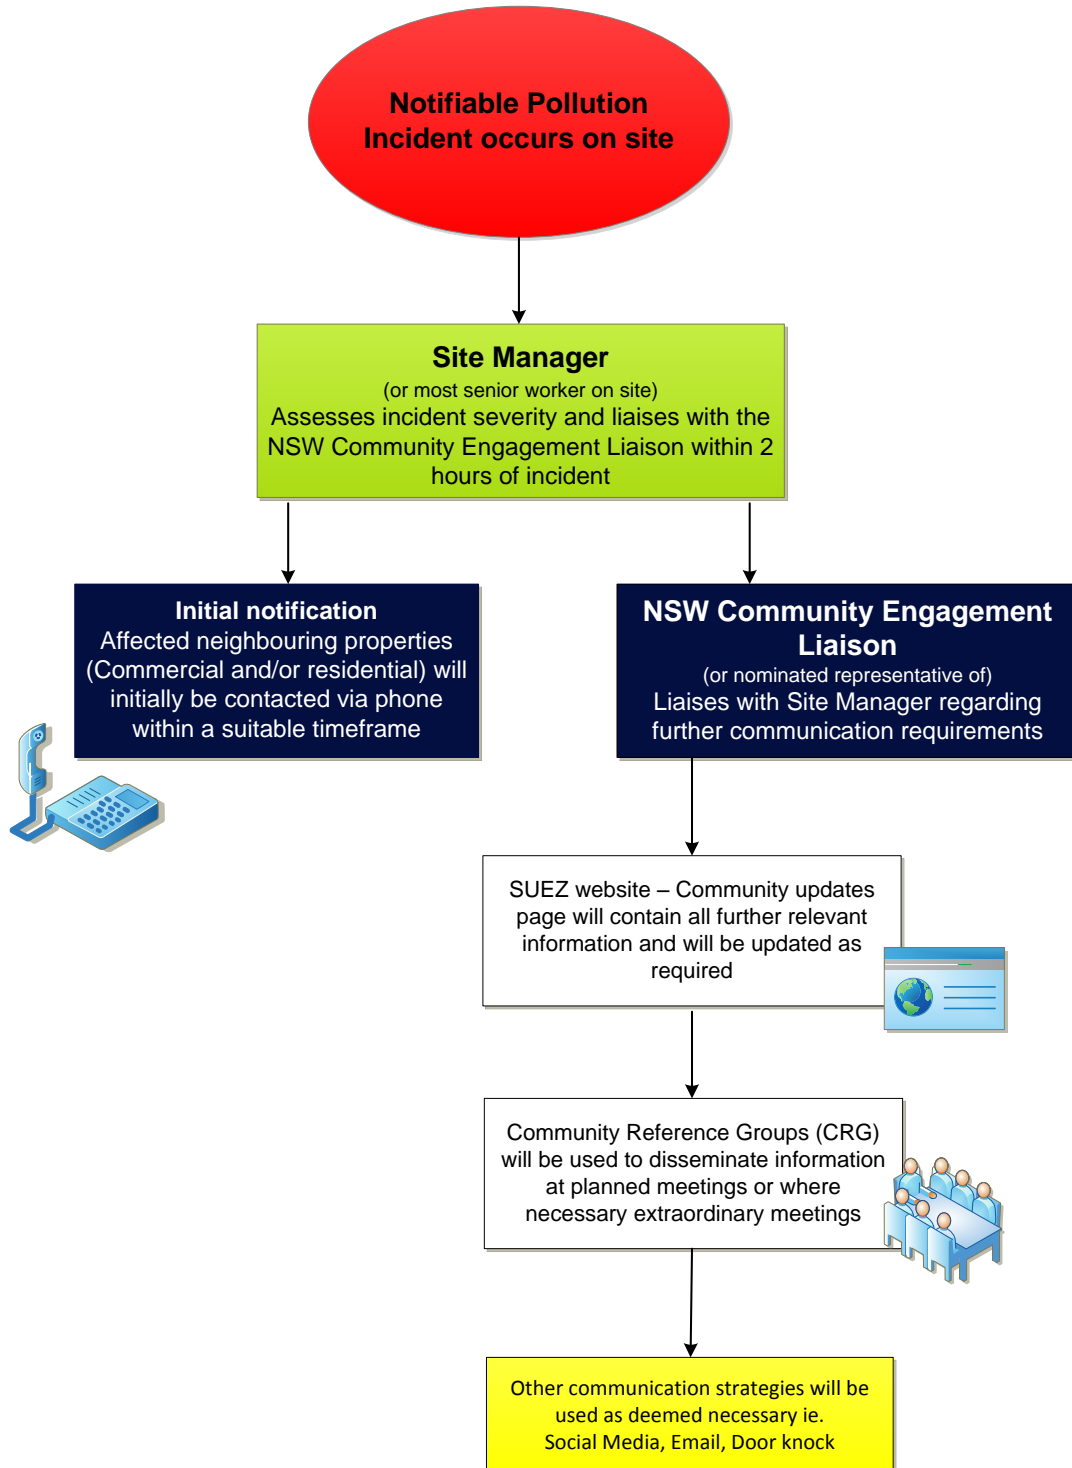 Notifiable Pollution
Incident occurs on site
Site Manager
(or most senior worker on site)
Assesses incident severity and liaises with the
NSW Community Engagement Liaison within 2
hours of incident
Initial notification
Affected neighbouring properties
(Commercial and/or residential) will
initially be contacted via phone
within a suitable timeframe
NSW Community Engagement
Liaison
(or nominated representative of)
Liaises with Site Manager regarding
further communication requirements
SUEZ website – Community updates
page will contain all further relevant
information and will be updated as
required
Community Reference Groups (CRG)
will be used to disseminate information
at planned meetings or where
necessary extraordinary meetings
Other communication strategies will be
used as deemed necessary ie.
Social Media, Email, Door knock